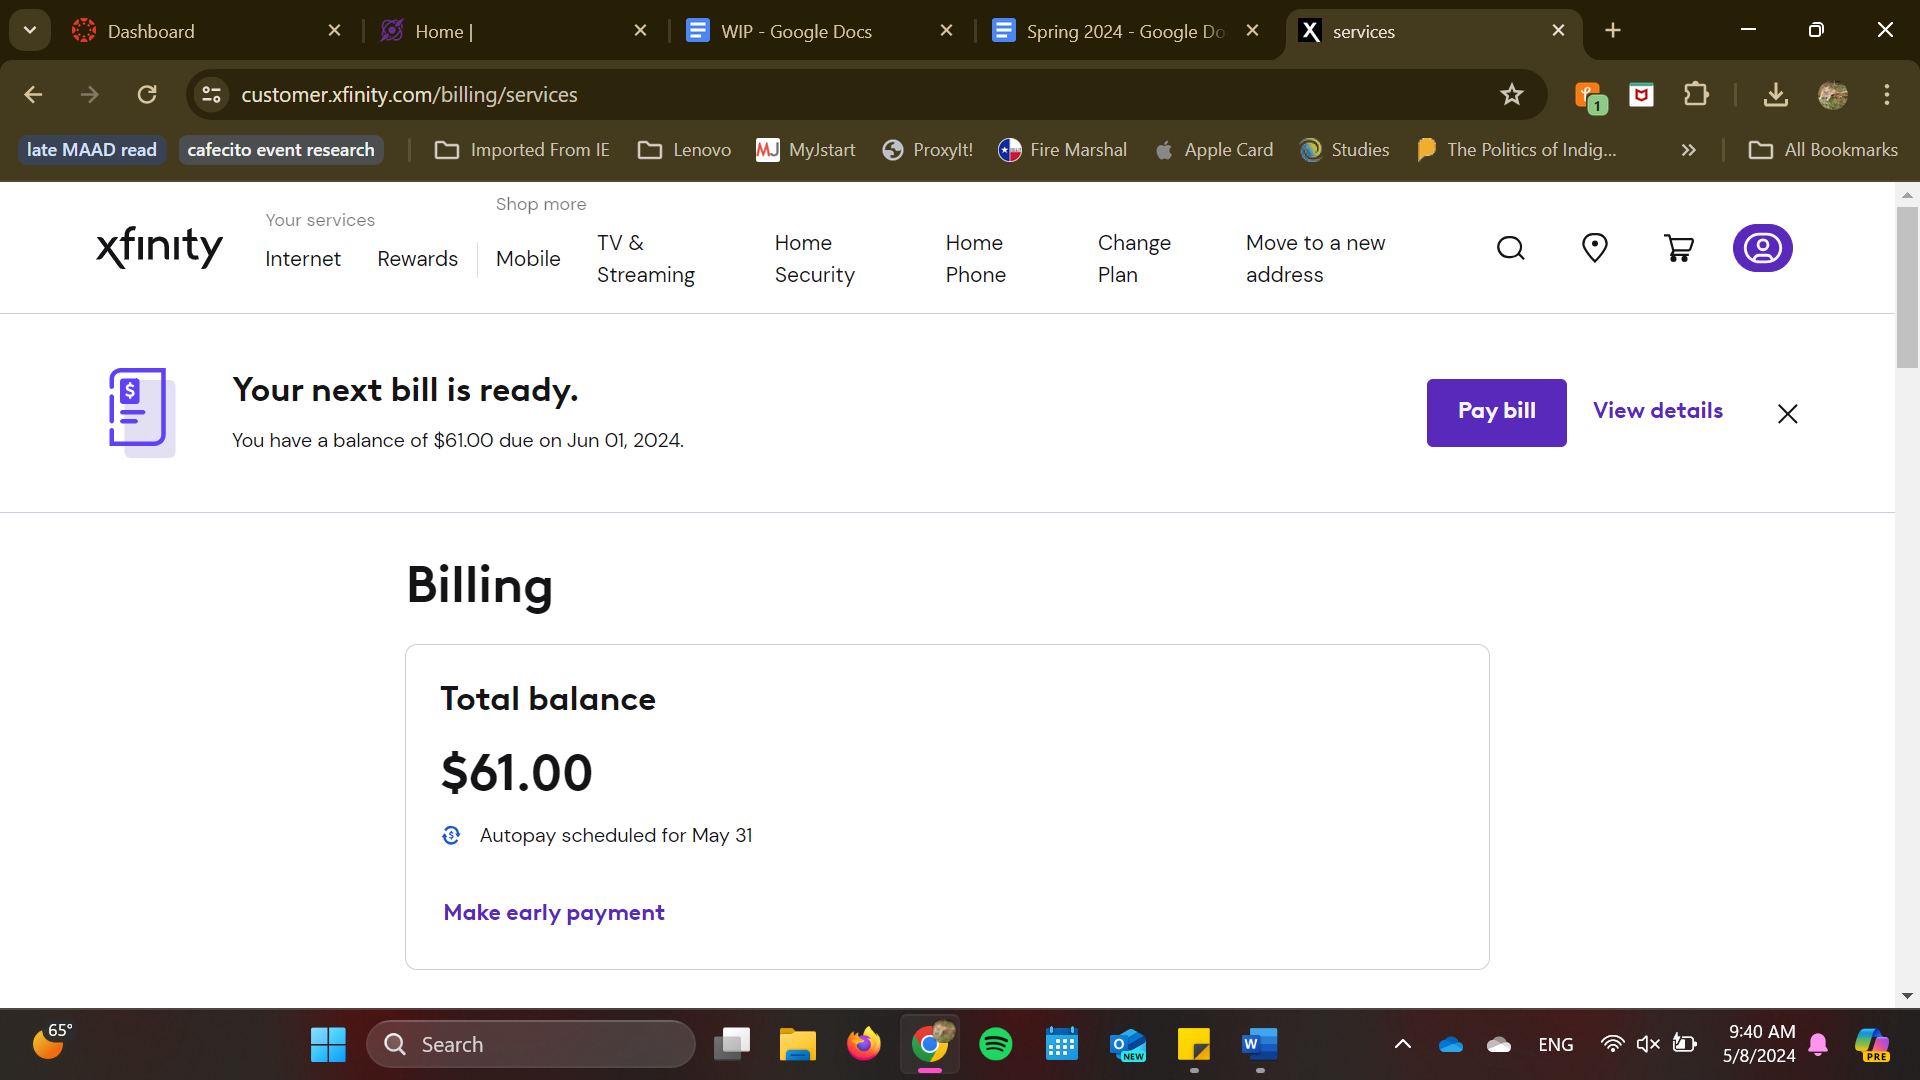 Dashboard
Home |
WIP - Google Docs
Spring 2024 - Google Do
services
customer.xfinity.com/billing/services
1
late MAAD read
cafecito event research
Imported From IE
Lenovo
MJ MyJstart
ProxyIt!
Fire Marshal
Apple Card
Studies
The Politics of Indig...
All Bookmarks
xfinity
Your services
Internet
Rewards
Shop more
Mobile
TV &
Streaming
Home
Security
Home
Phone
Change
Plan
Move to a new
address
Your next bill is ready.
You have a balance of $61.00 due on Jun 01, 2024.
Pay bill
View details
Billing
Total balance
$61.00
Autopay scheduled for May 31
Make early payment
65°
Search
NEW
ENG
9:40 AM
5/8/2024
PRE